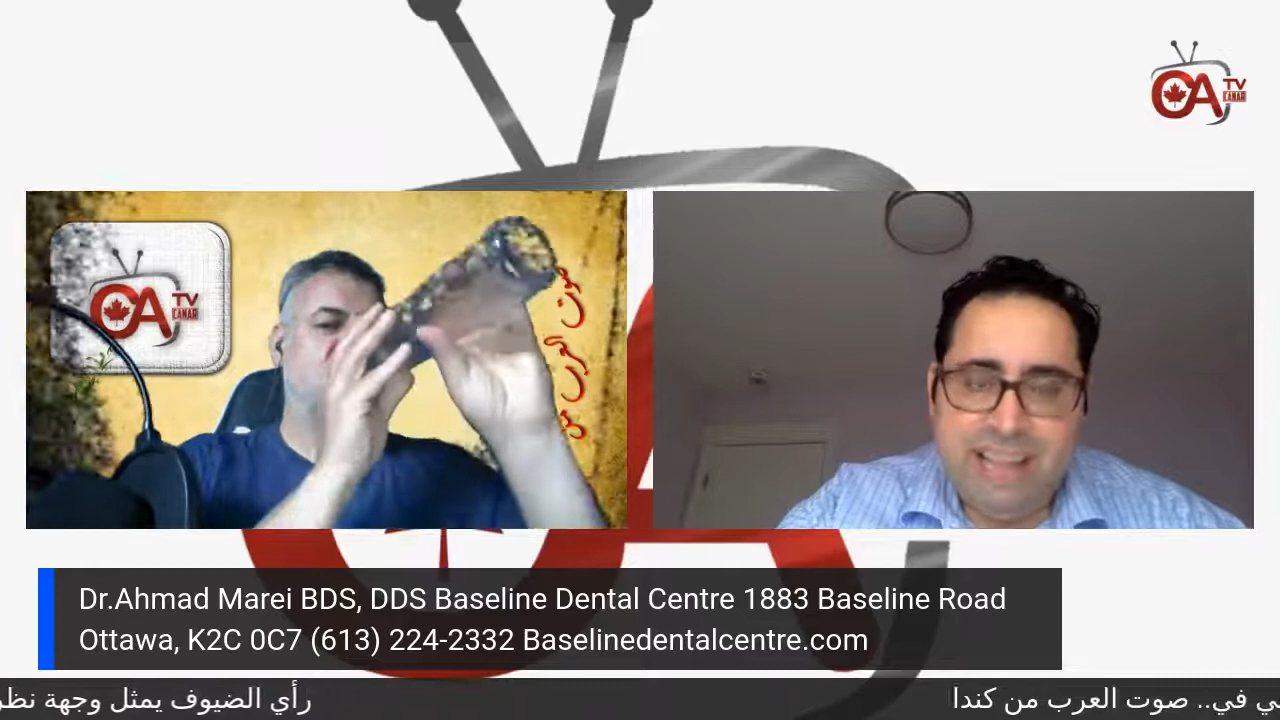 CA TV
CANAR
CA TV
CANAR
صوت العرب من
Dr.Ahmad Marei BDS, DDS Baseline Dental Centre 1883 Baseline Road
Ottawa, K2C 0C7 (613) 224-2332 Baselinedentalcentre.com
في.. صوت العرب من كندا
رأي الضيوف يمثل وجهة